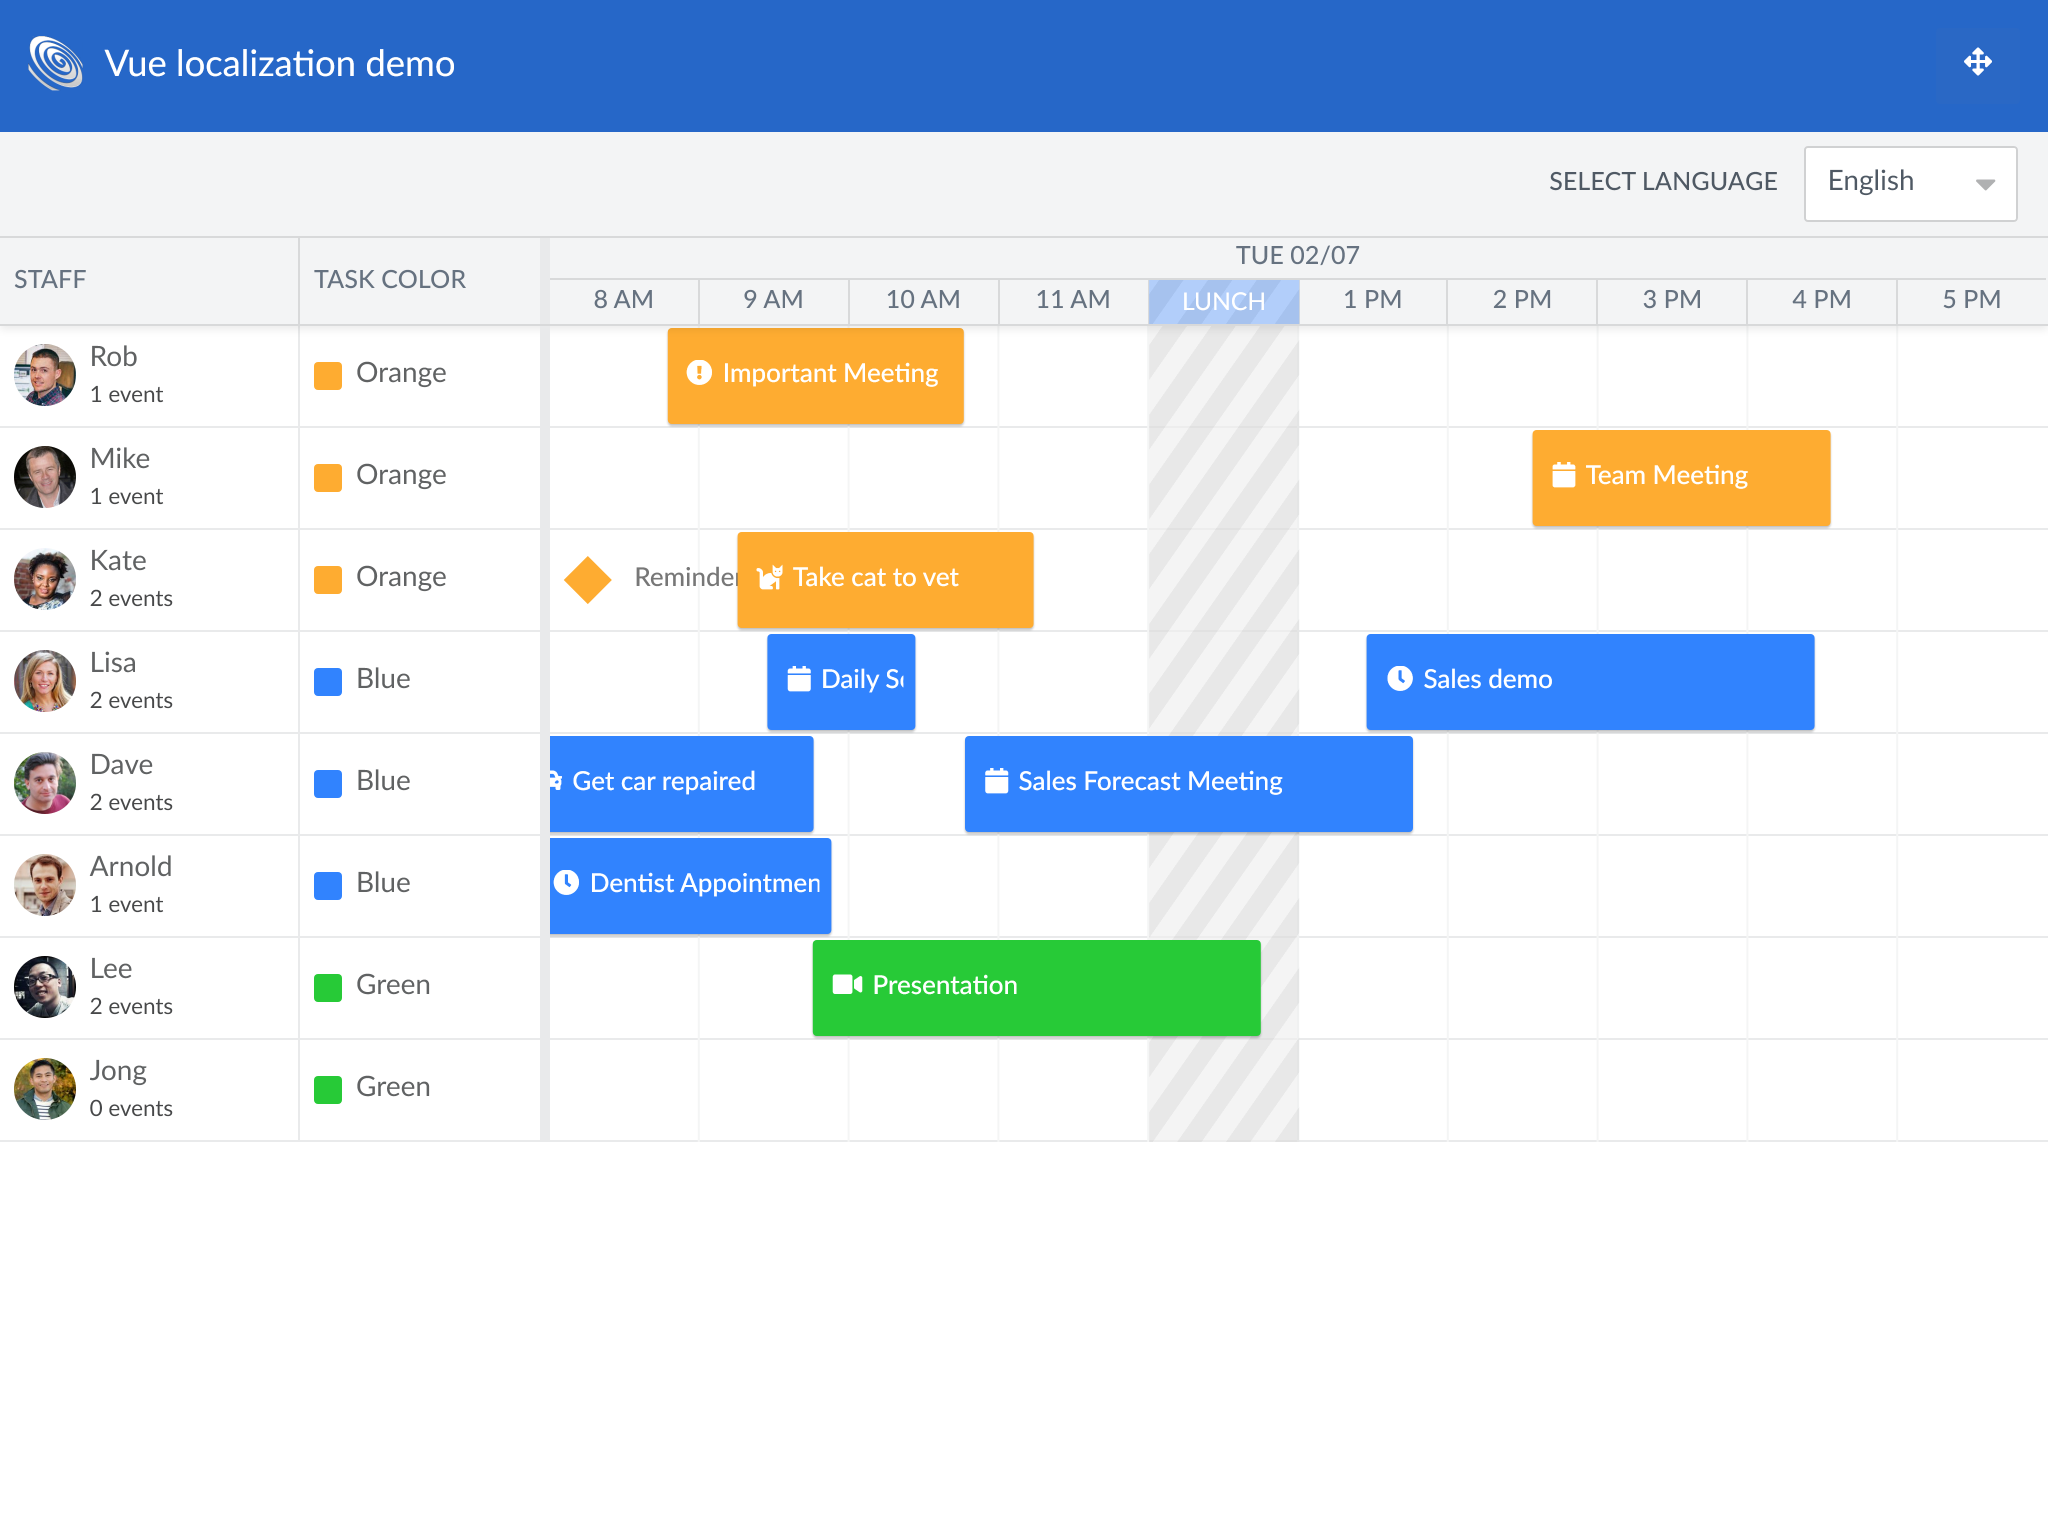 Vue localization demo
SELECT LANGUAGE
English
STAFF
TASK COLOR
TUE 02/07
8 AM
9 AM
10 AM
11 AM
LUNCH
1 PM
2 PM
3 PM
4 PM
5 PM
Rob
1 event
Orange
Important Meeting
Mike
1 event
Orange
Team Meeting
Kate
2 events
Orange
Reminder
Take cat to vet
Lisa
2 events
Blue
Daily
Sales demo
Dave
2 events
Blue
Get car repaired
Sales Forecast Meeting
Arnold
1 event
Blue
Dentist Appointmen
Lee
2 events
Green
Presentation
Jong
0 events
Green